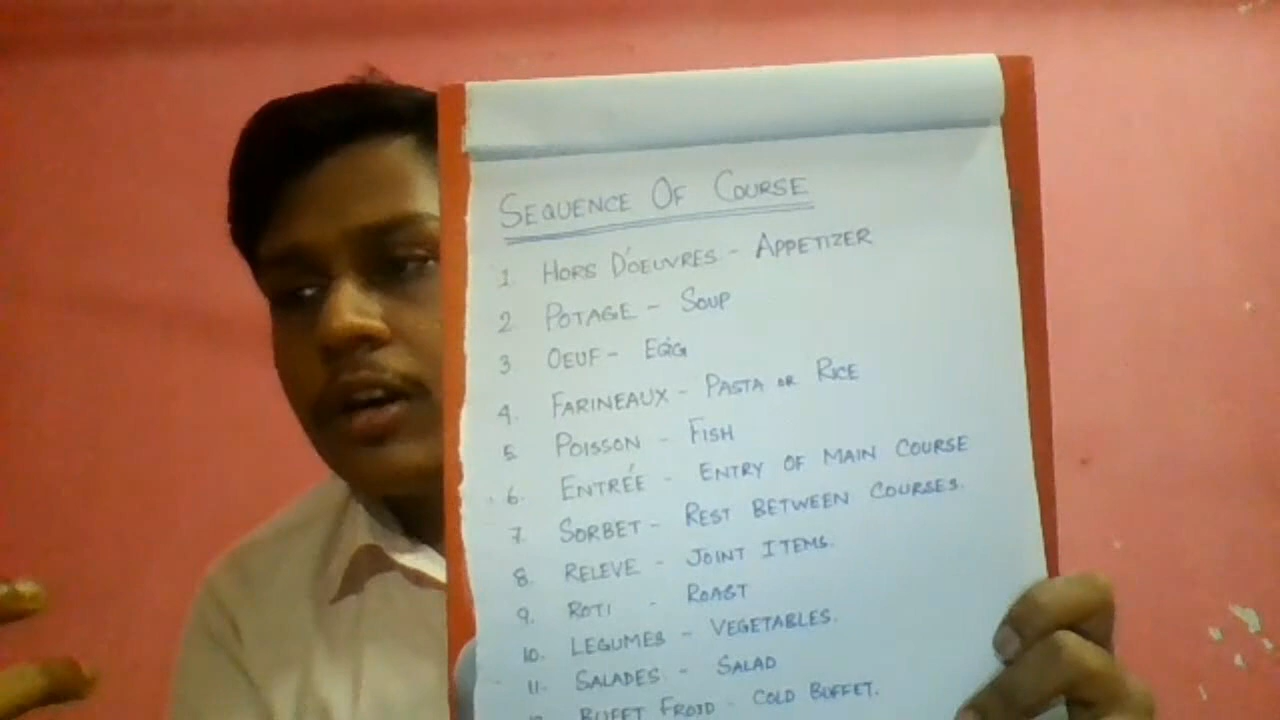 SEQUENCE OF COURSE
1 HORS D'OEUVRES - APPETIZER
2 POTAGE - SOUP
3 OEUF - EGG
4. FARINEAUX - PASTA OR RICE
5 POISSON - FISH
6. ENTRÉE - ENTRY OF MAIN COURSE
7. SORBET - REST BETWEEN COURSES.
8. RELEVE - JOINT ITEMS.
9. ROTI - ROAST
10. LEGUMES - VEGETABLES.
11. SALADES - SALAD
12 BUFFET FROID - COLD BUFFET.